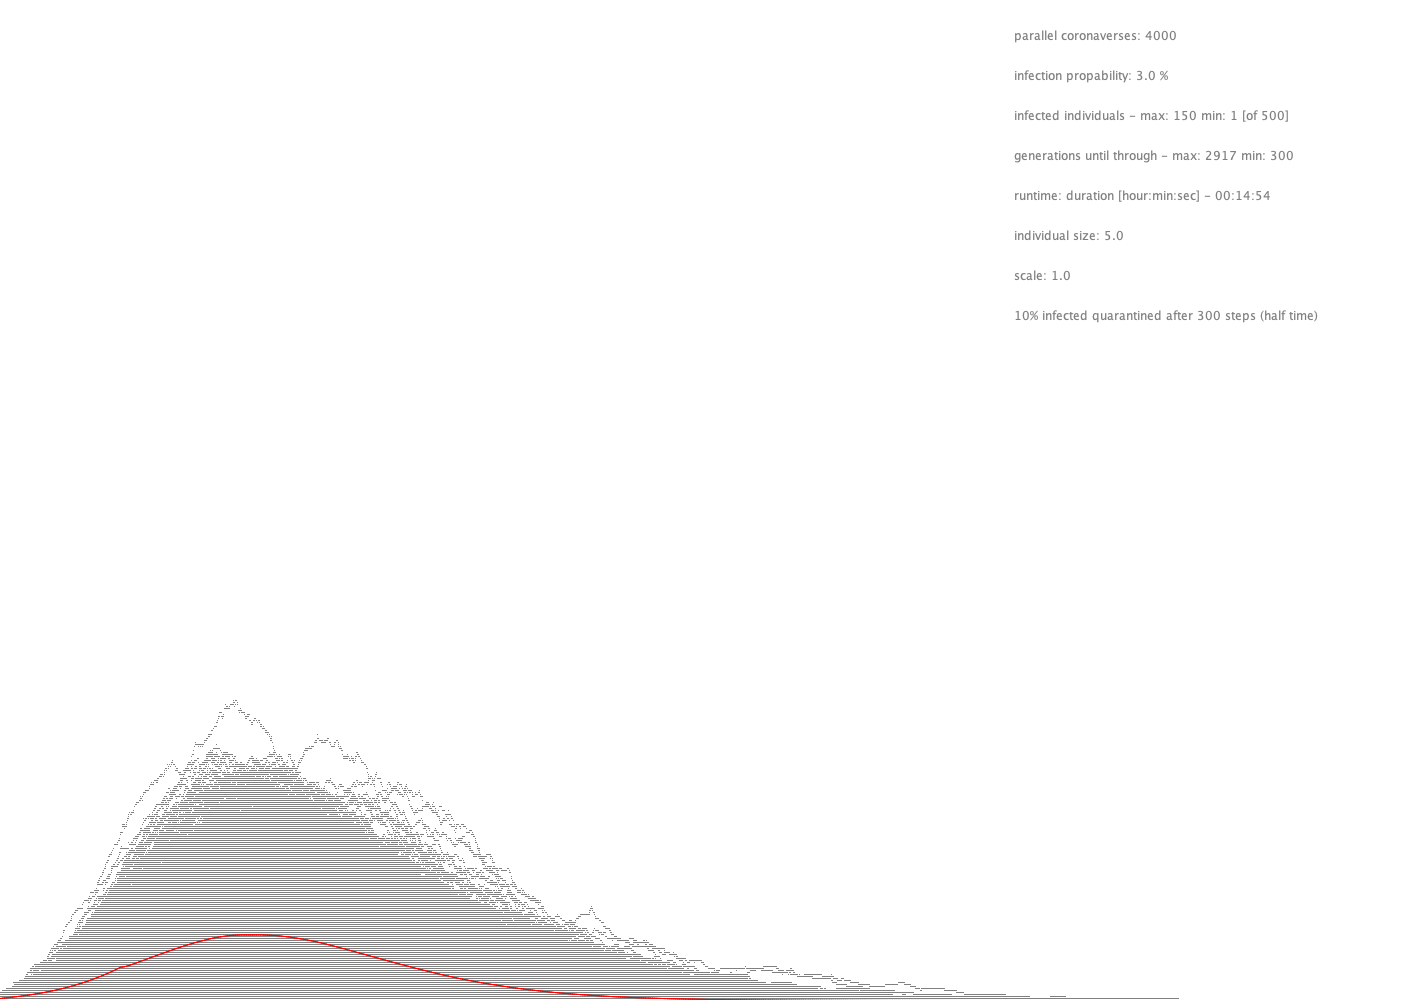 parallel coronaverses: 4000
infection propability: 3.0 %
infected individuals - max: 150 min: 1 [of 500]
generations until through - max: 2917 min: 300
runtime: duration [hour:min:sec] - 00:14:54
individual size: 5.0
scale: 1.0
10% infected quarantined after 300 steps (half time)